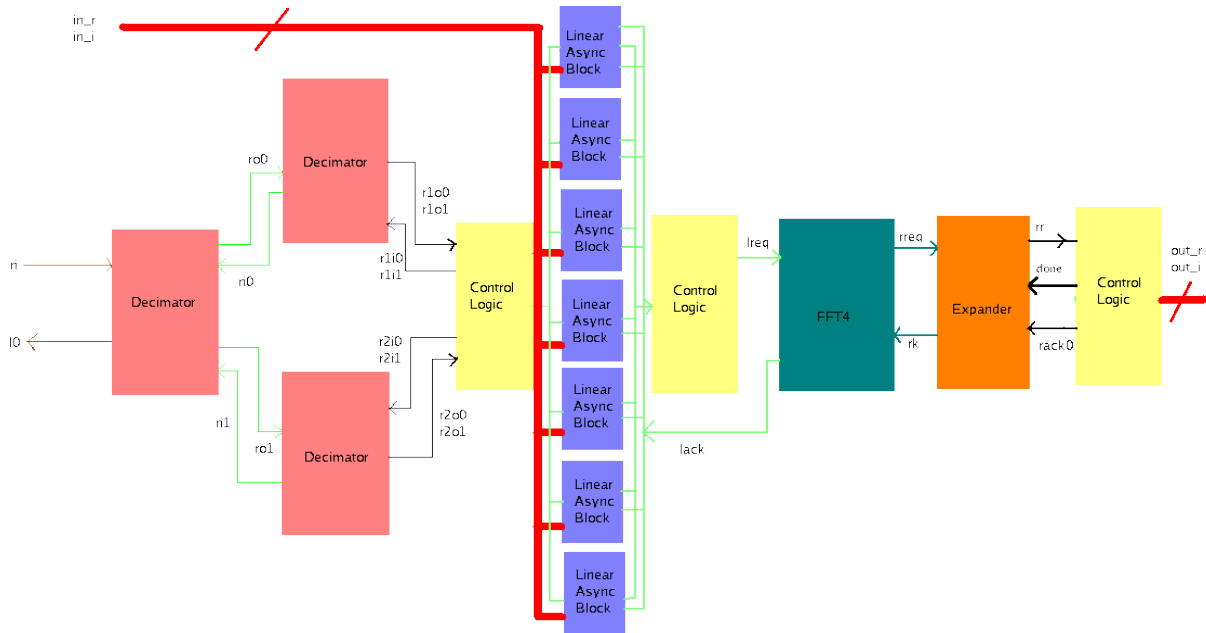 in_r
in_i
Linear
Async
Block
Linear
Async
Block
Linear
Async
Block
Linear
Async
Block
Linear
Async
Block
Linear
Async
Block
Linear
Async
Block
ro0
Decimator
r1o0
r1o1
ri
ri0
r1i0
r1i1
Decimator
l0
Control
Logic
r2i0
r2i1
ri1
ro1
r2o0
r2o1
Decimator
lreq
Control
Logic
lack
rreq
FFT4
rk
rr
done
Expander
rack0
Control
Logic
out_r
out_i